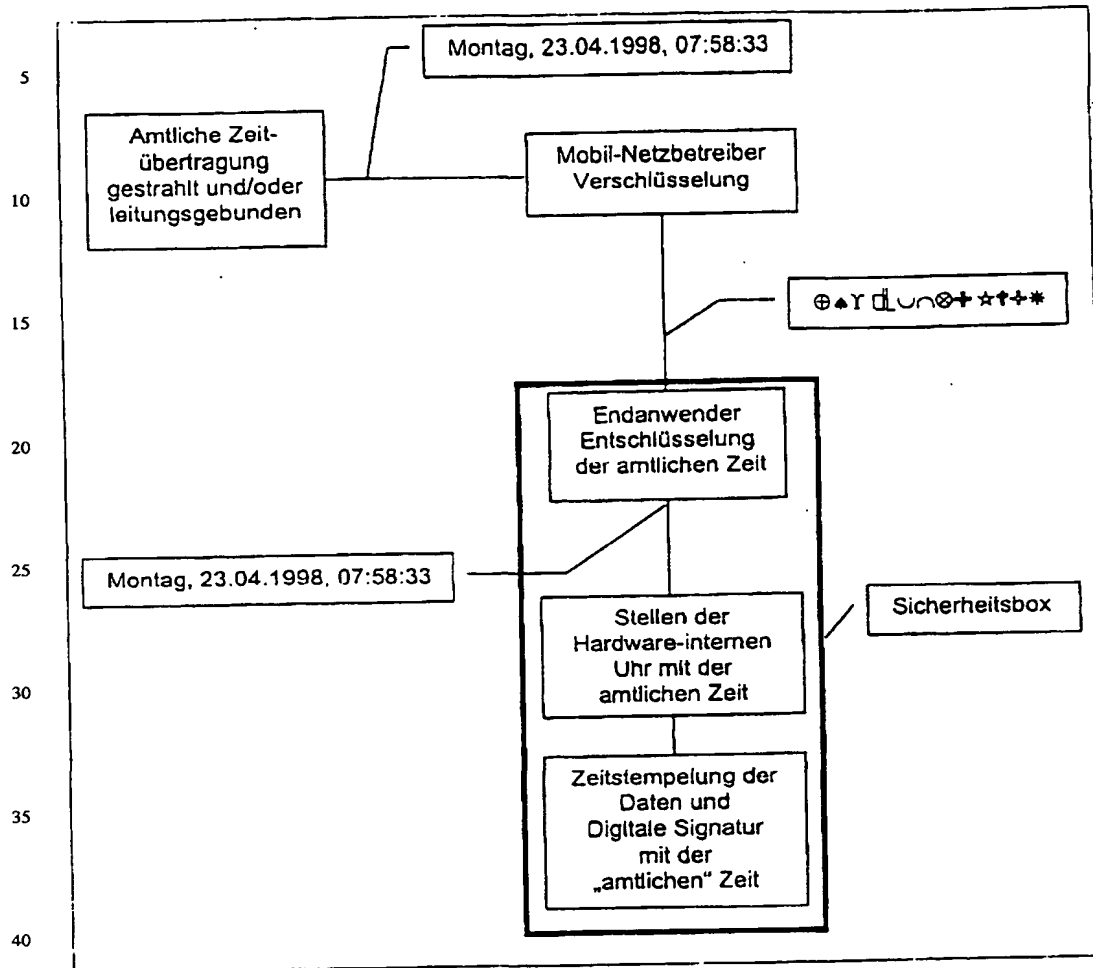 Montag, 23.04.1998, 07:58:33
5
Amtliche Zeit-
übertragung
gestrahlt und/oder
leitungsgebunden
Mobil-Netzbetreiber
Verschlüsselung
10
15
Endanwender
Entschlüsselung
der amtlichen Zeit
20
25
Montag, 23.04.1998, 07:58:33
Stellen der
Hardware-internen
Uhr mit der
amtlichen Zeit
Sicherheitsbox
30
Zeitstempelung der
Daten und
Digitale Signatur
mit der
„amtlichen“ Zeit
35
40